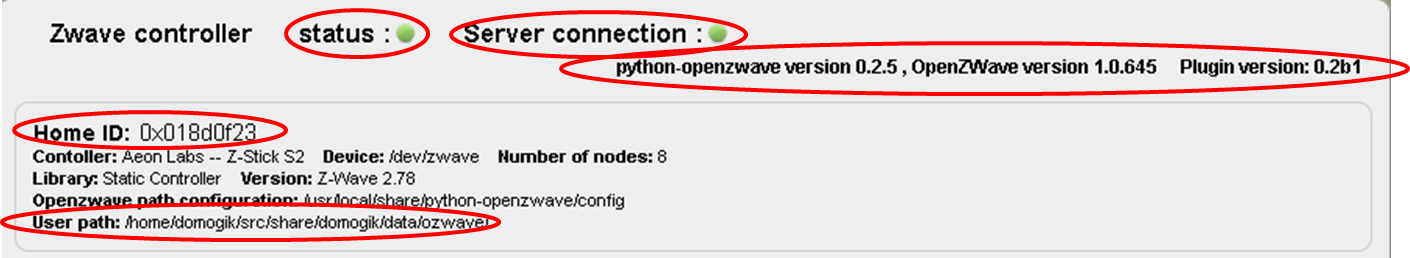 Zwave controller status : Server connection :
python-openzwave version 0.2.5 , OpenZWave version 1.0.645 Plugin version: 0.2b1
Home ID: 0x018d0f23
Contoller: Aeon Labs -- Z-Stick S2 Device: /dev/zwave Number of nodes: 8
Library: Static Controller Version: Z-Wave 2.78
Openzwave path configuration: /usr/local/share/python-openzwave/config
User path: /home/domogik/src/share/domogik/data/ozwave/